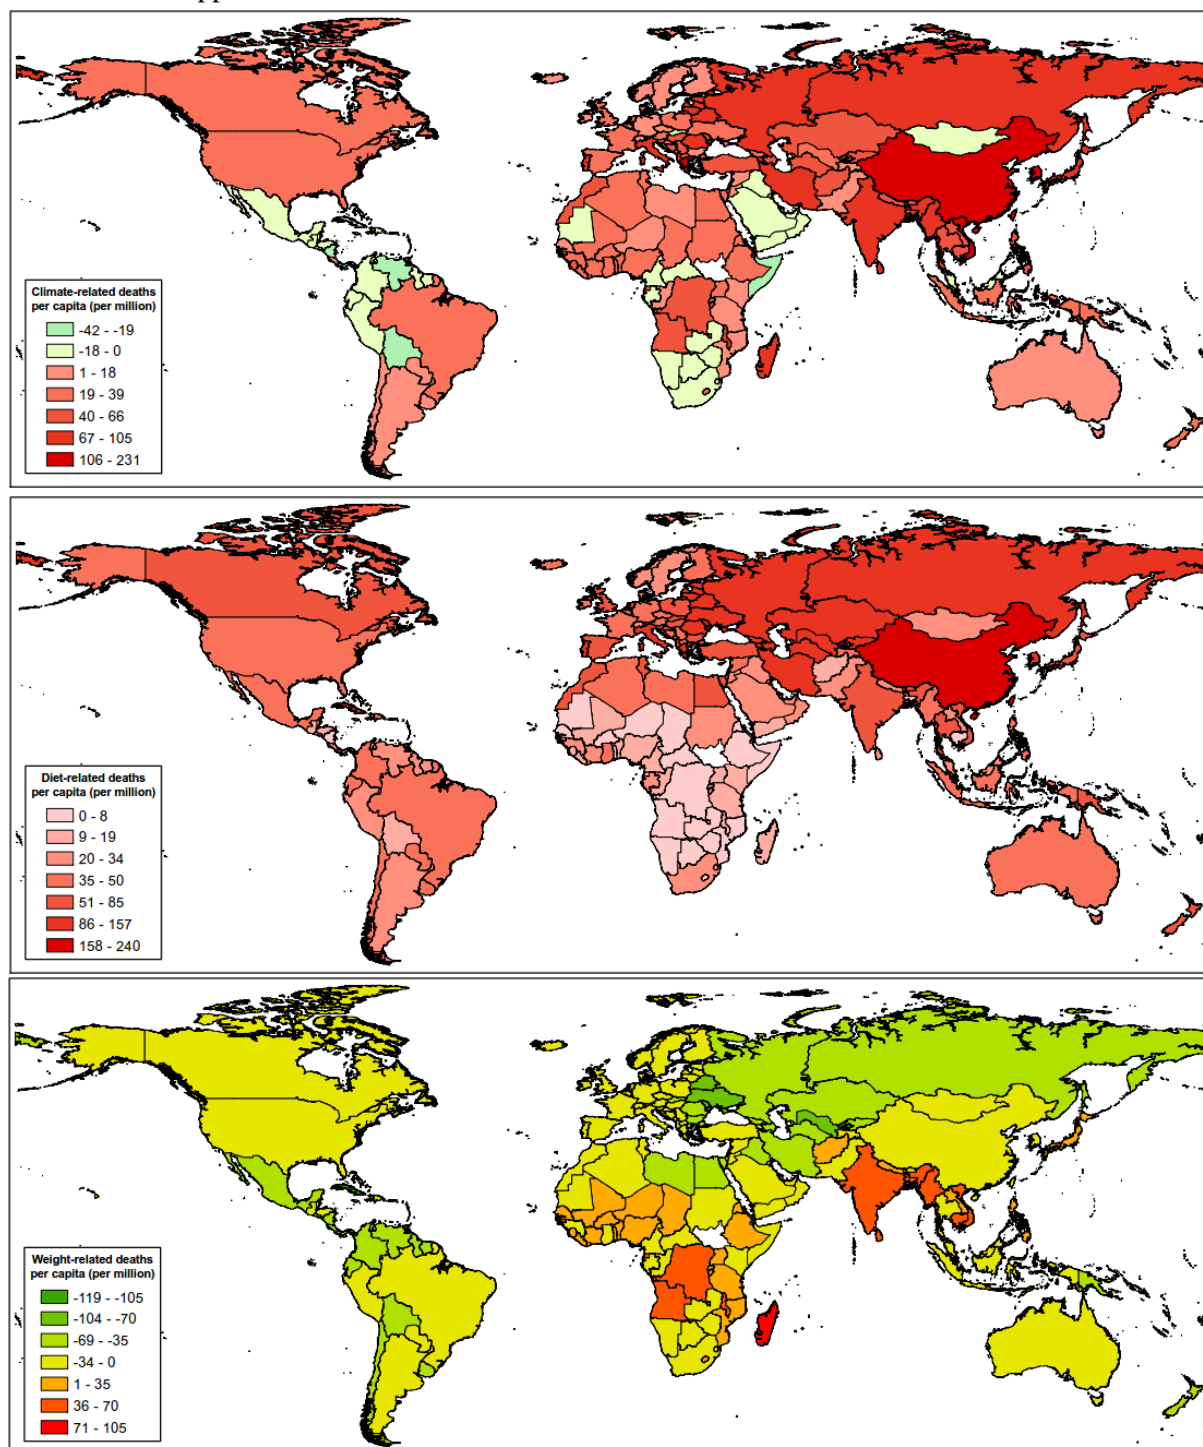 Climate-related deaths
per capita (per million)
-42 - -19
-18 - 0
1 - 18
19 - 39
40 - 66
67 - 105
106 - 231
Diet-related deaths
per capita (per million)
0 - 8
9 - 19
20 - 34
35 - 50
51 - 85
86 - 157
158 - 240
Weight-related deaths
per capita (per million)
-119 - -105
-104 - -70
-69 - -35
-34 - 0
1 - 35
36 - 70
71 - 105